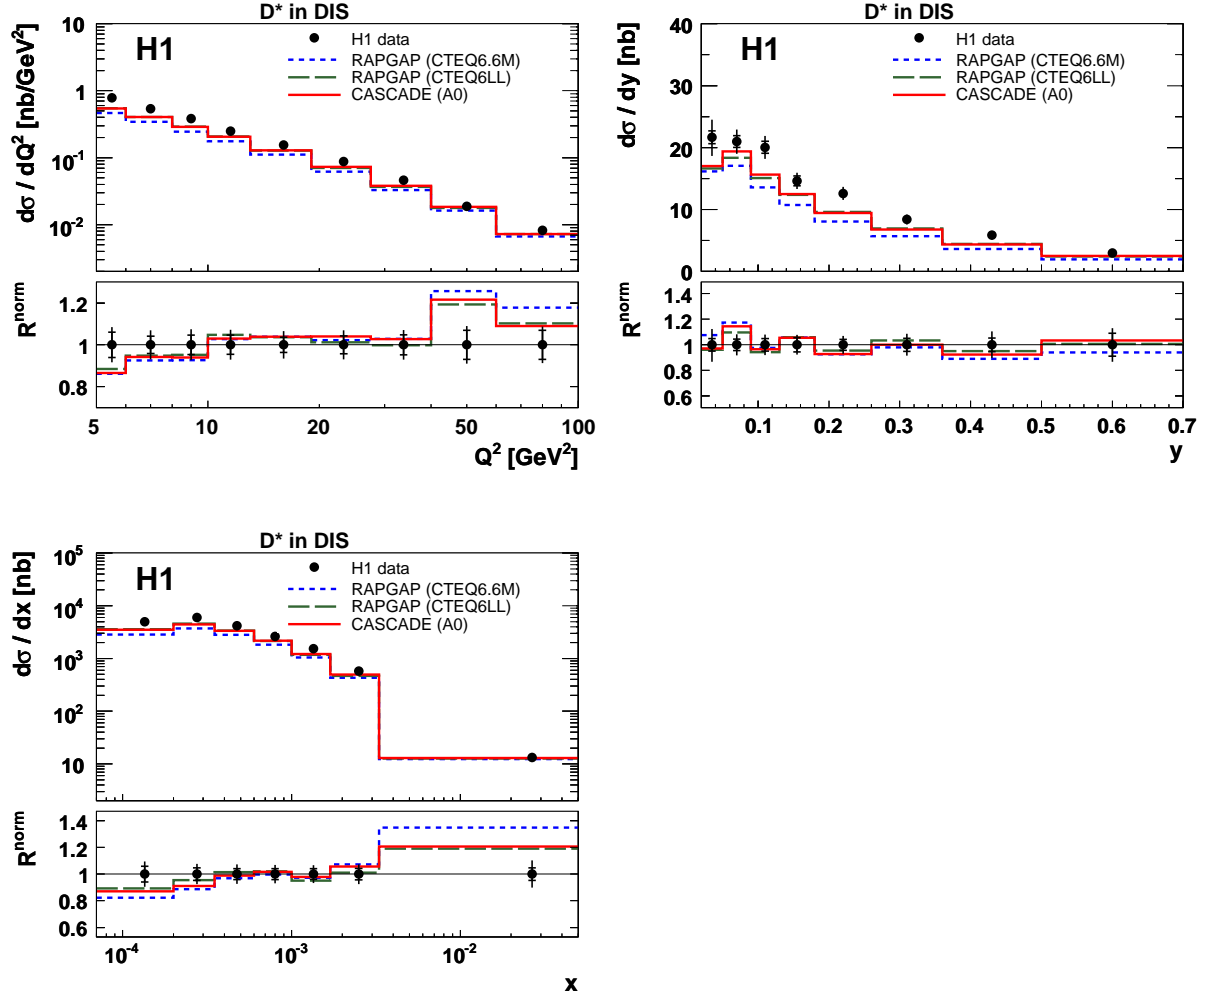 D* in DIS
dσ / dQ² [nb/GeV²]
10
1
10⁻¹
10⁻²
H1
H1 data
RAPGAP (CTEQ6.6M)
RAPGAP (CTEQ6LL)
CASCADE (A0)
Rⁿᵒʳᵐ
1.2
1
0.8
5 10 20 50 100
Q² [GeV²]
D* in DIS
dσ / dy [nb]
40
30
20
10
0
H1
H1 data
RAPGAP (CTEQ6.6M)
RAPGAP (CTEQ6LL)
CASCADE (A0)
Rⁿᵒʳᵐ
1.4
1.2
1
0.8
0.6
0.1 0.2 0.3 0.4 0.5 0.6 0.7
y
D* in DIS
dσ / dx [nb]
10⁵
10⁴
10³
10²
10
H1
H1 data
RAPGAP (CTEQ6.6M)
RAPGAP (CTEQ6LL)
CASCADE (A0)
Rⁿᵒʳᵐ
1.4
1.2
1
0.8
0.6
10⁻⁴ 10⁻³ 10⁻²
x